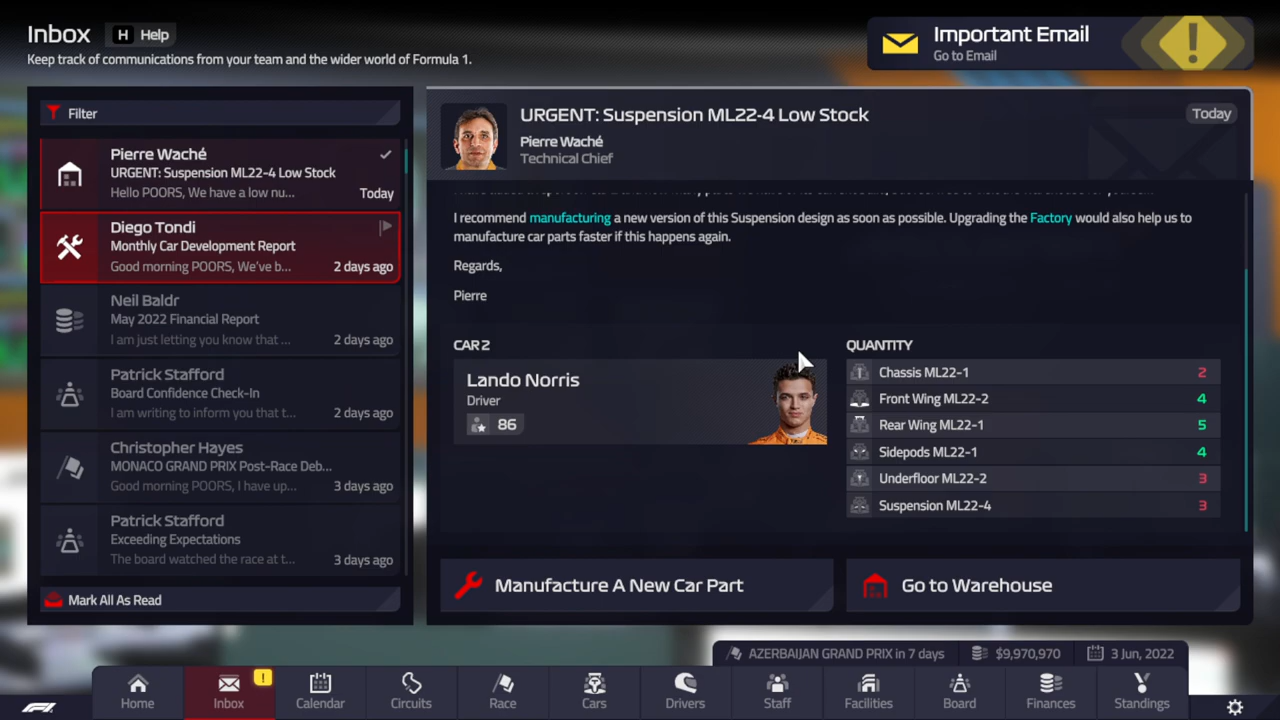 Inbox
H Help
Keep track of communications from your team and the wider world of Formula 1.
Important Email
Go to Email
Filter
Pierre Waché
URGENT: Suspension ML22-4 Low Stock
Hello POORS, We have a low nu...
Today
Diego Tondi
Monthly Car Development Report
Good morning POORS, We've b...
2 days ago
Neil Baldr
May 2022 Financial Report
I am just letting you know that ...
2 days ago
Patrick Stafford
Board Confidence Check-In
I am writing to inform you that t...
2 days ago
Christopher Hayes
MONACO GRAND PRIX Post-Race Deb...
Good morning POORS, I have up...
3 days ago
Patrick Stafford
Exceeding Expectations
The board watched the race at t...
3 days ago
Mark All As Read
URGENT: Suspension ML22-4 Low Stock
Today
Pierre Waché
Technical Chief
I recommend manufacturing a new version of this Suspension design as soon as possible. Upgrading the Factory would also help us to
manufacture car parts faster if this happens again.
Regards,
Pierre
CAR 2
Lando Norris
Driver
86
QUANTITY
Chassis ML22-1 2
Front Wing ML22-2 4
Rear Wing ML22-1 5
Sidepods ML22-1 4
Underfloor ML22-2 3
Suspension ML22-4 3
Manufacture A New Car Part
Go to Warehouse
AZERBAIJAN GRAND PRIX in 7 days
$9,970,970
3 Jun, 2022
Home
Inbox
!
Calendar
Circuits
Race
Cars
Drivers
Staff
Facilities
Board
Finances
Standings